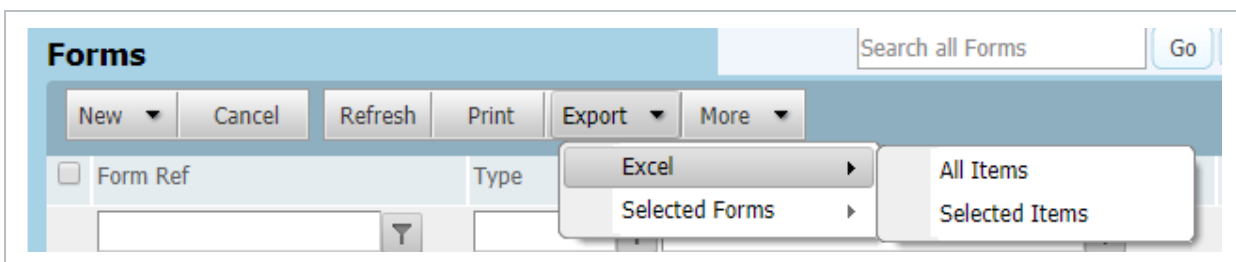 Forms
Search all Forms
Go
New
Cancel
Refresh
Print
Export
More
Form Ref
Type
Excel
All Items
Selected Forms
Selected Items